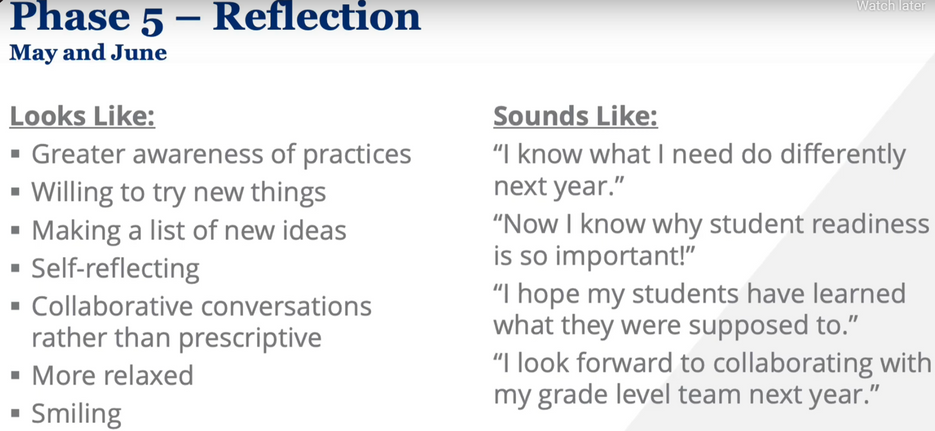 Phase 5 – Reflection
Watch later
May and June
Looks Like:
▪ Greater awareness of practices
▪ Willing to try new things
▪ Making a list of new ideas
▪ Self-reflecting
▪ Collaborative conversations
rather than prescriptive
▪ More relaxed
▪ Smiling
Sounds Like:
“I know what I need do differently
next year.”
“Now I know why student readiness
is so important!”
“I hope my students have learned
what they were supposed to.”
“I look forward to collaborating with
my grade level team next year.”